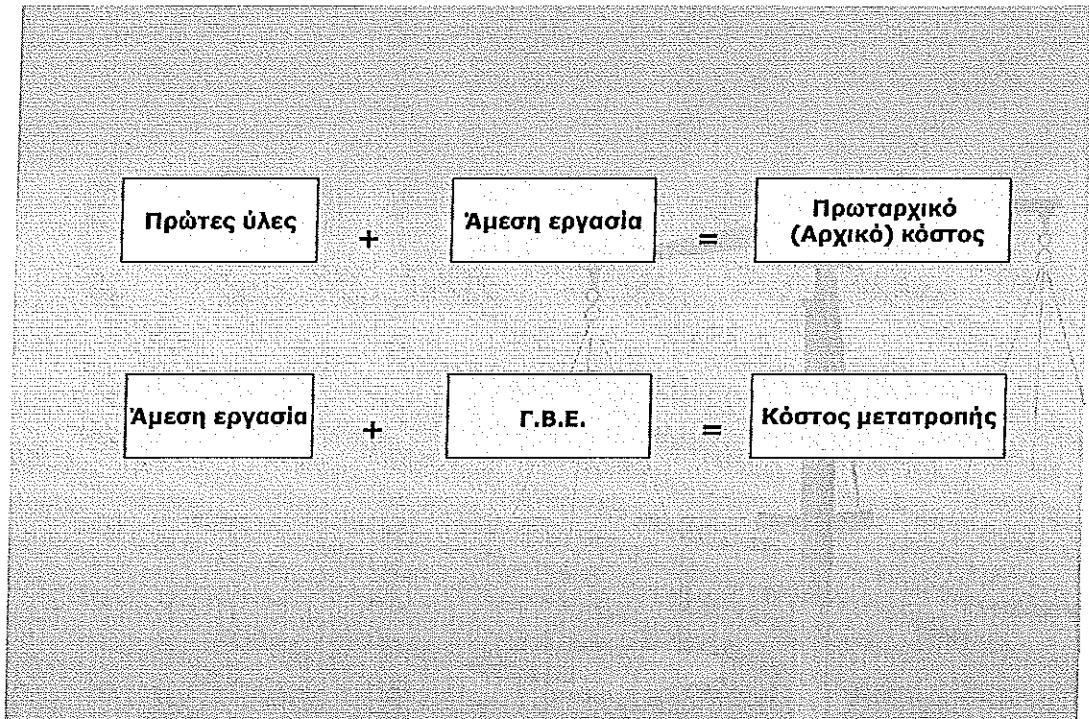 Πρώτες ύλες
+
Άμεση εργασία
=
Πρωταρχικό
(Αρχικό) κόστος
Άμεση εργασία
+
Γ.Β.Ε.
=
Κόστος μετατροπής